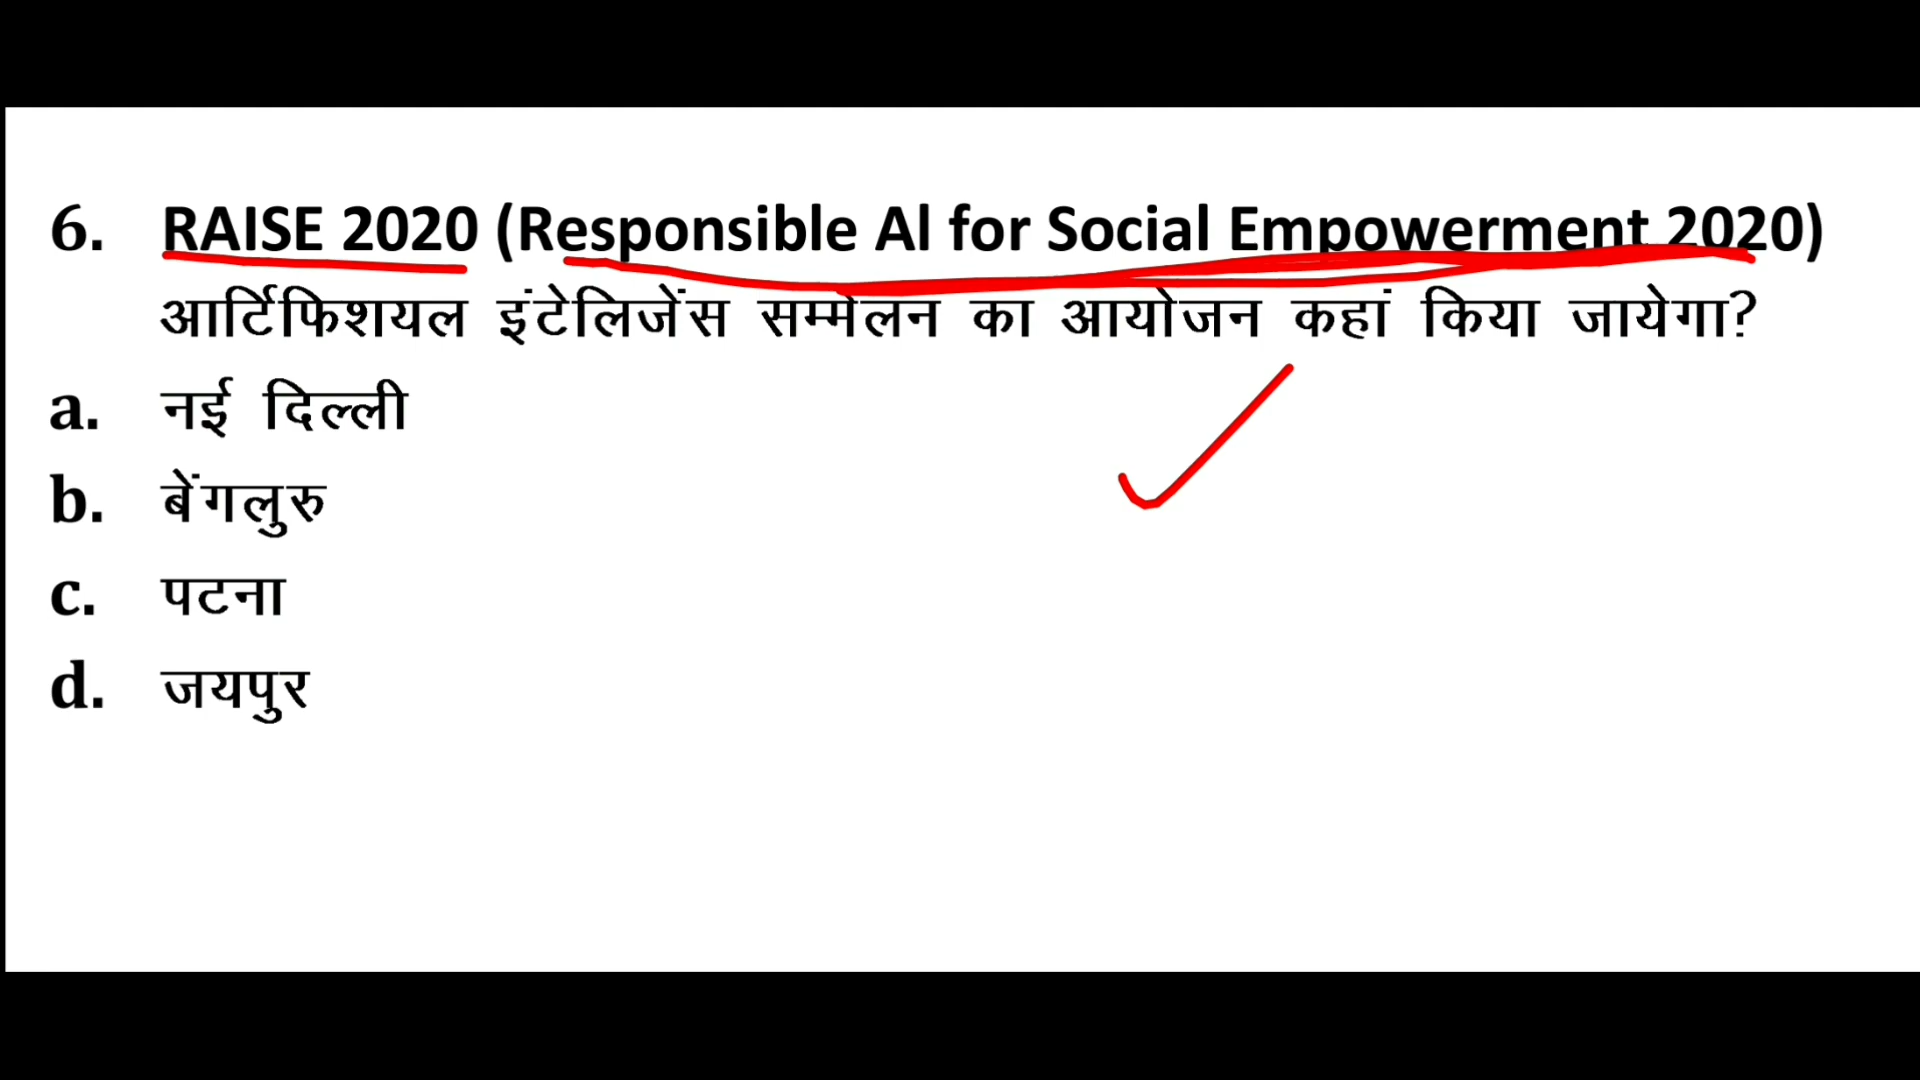 6. RAISE 2020 (Responsible Al for Social Empowerment 2020)
आर्टिफिशयल इंटेलिजेंस सम्मेलन का आयोजन कहां किया जायेगा?
a. नई दिल्ली
b. बेंगलुरु
c. पटना
d. जयपुर